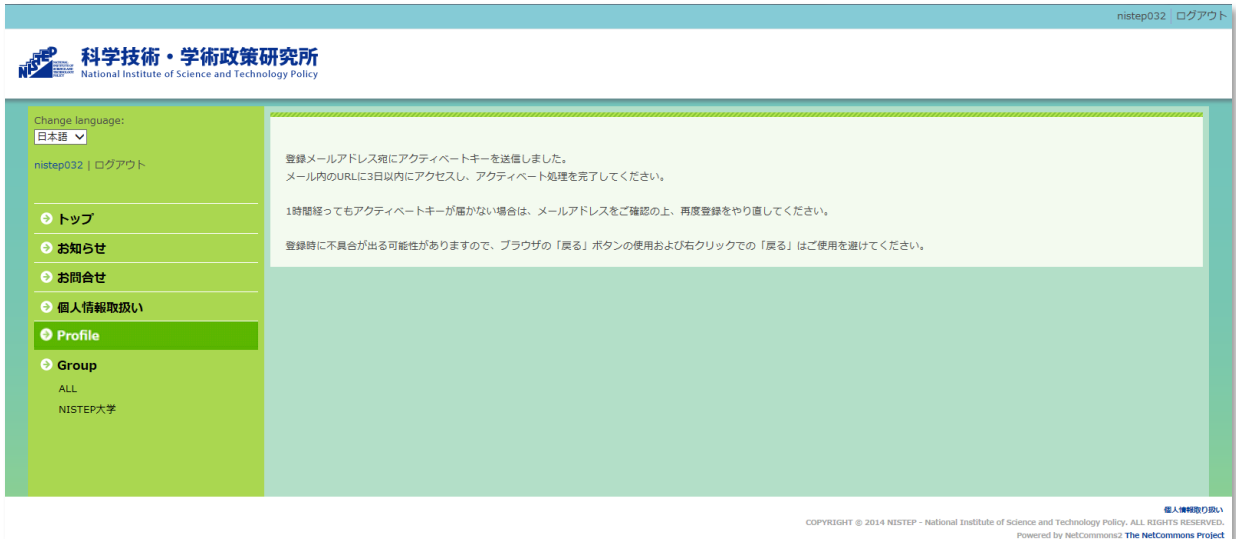 nistep032 | ログアウト
NISTEP
科学技術・学術政策研究所
National Institute of Science and Technology Policy
Change language:
日本語
nistep032 | ログアウト
トップ
お知らせ
お問合せ
個人情報取扱い
Profile
Group
ALL
NISTEP大学
登録メールアドレス宛にアクティベートキーを送信しました。
メール内のURLに3日以内にアクセスし、アクティベート処理を完了してください。
1時間経ってもアクティベートキーが届かない場合は、メールアドレスをご確認の上、再度登録をやり直してください。
登録時に不具合が出る可能性がありますので、ブラウザの「戻る」ボタンの使用および右クリックでの「戻る」はご使用を避けてください。
個人情報取り扱い
COPYRIGHT © 2014 NISTEP - National Institute of Science and Technology Policy. ALL RIGHTS RESERVED.
Powered by NetCommons2 The NetCommons Project